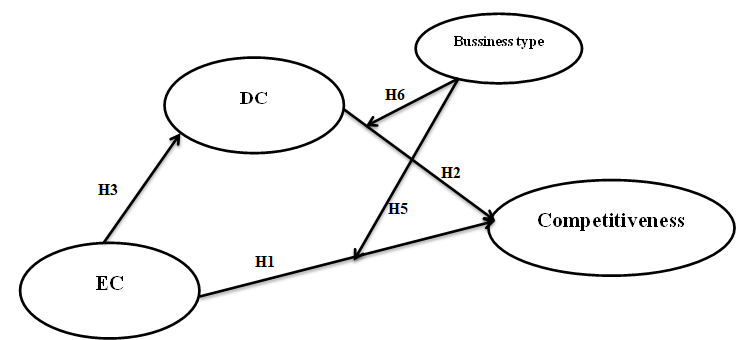 Bussiness type
DC
H6
H3
H2
H5
Competitiveness
H1
EC